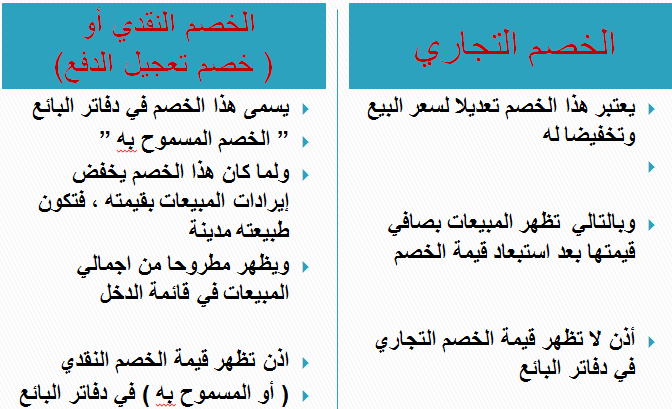 الخصم التجاري
يعتبر هذا الخصم تعديلا لسعر البيع
وتخفيضا له
وبالتالي تظهر المبيعات بصافي
قيمتها بعد استبعاد قيمة الخصم
أذن لا تظهر قيمة الخصم التجاري
في دفاتر البائع
الخصم النقدي أو
( خصم تعجيل الدفع)
يسمى هذا الخصم في دفاتر البائع
” الخصم المسموح به ”
ولما كان هذا الخصم يخفض
إيرادات المبيعات بقيمته ، فتكون
طبيعته مدينة
ويظهر مطروحا من اجمالي
المبيعات في قائمة الدخل
اذن تظهر قيمة الخصم النقدي
( أو المسموح به ) في دفاتر البائع